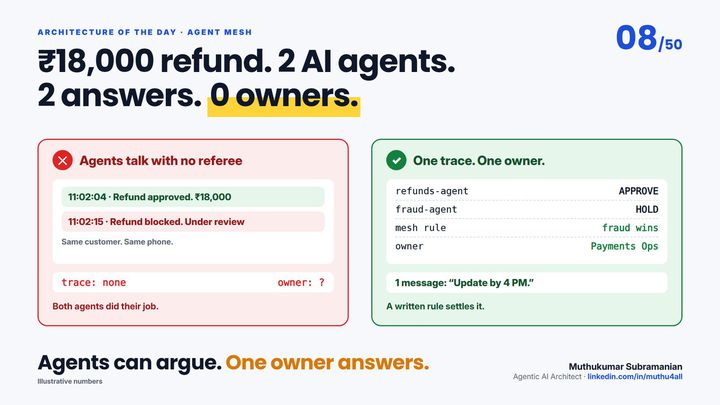 ARCHITECTURE OF THE DAY · AGENT MESH
08/50
₹18,000 refund. 2 AI agents.
2 answers. 0 owners.
Agents talk with no referee
11:02:04 · Refund approved. ₹18,000
11:02:15 · Refund blocked. Under review
Same customer. Same phone.
trace: none owner: ?
Both agents did their job.
One trace. One owner.
refunds-agent APPROVE
fraud-agent HOLD
mesh rule fraud wins
owner Payments Ops
1 message: “Update by 4 PM.”
A written rule settles it.
Agents can argue. One owner answers.
Illustrative numbers
Muthukumar Subramanian
Agentic AI Architect · linkedin.com/in/muthu4all